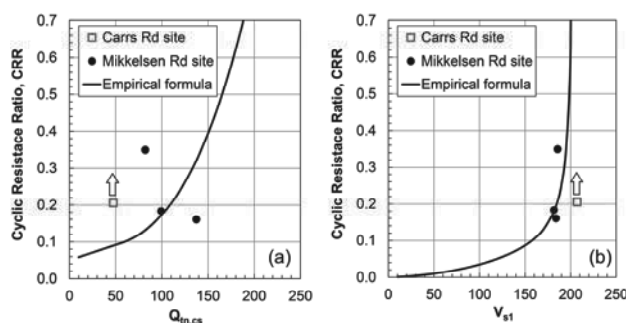 0.7
0.6
0.5
0.4
0.3
0.2
0.1
0.0
Cyclic Resistace Ratio, CRR
Carrs Rd site
Mikkelsen Rd site
Empirical formula
(a)
0 50 100 150 200 250
Qtn,cs
0.7
0.6
0.5
0.4
0.3
0.2
0.1
0.0
Cyclic Resistace Ratio, CRR
Carrs Rd site
Mikkelsen Rd site
Empirical formula
(b)
0 50 100 150 200 250
Vs1